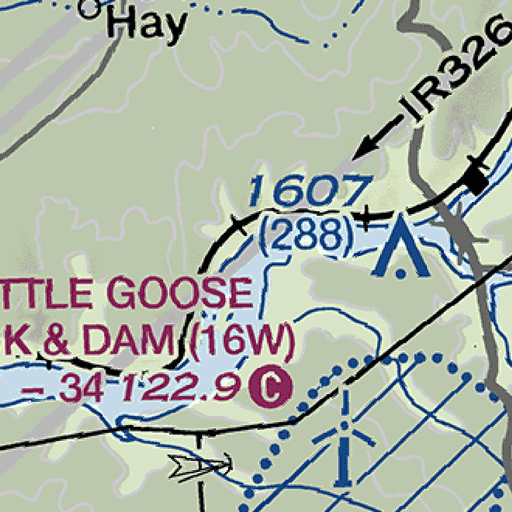 Hay
IR326
1607
(288)
TTLE GOOSE
K & DAM (16W)
– 34 122.9 C